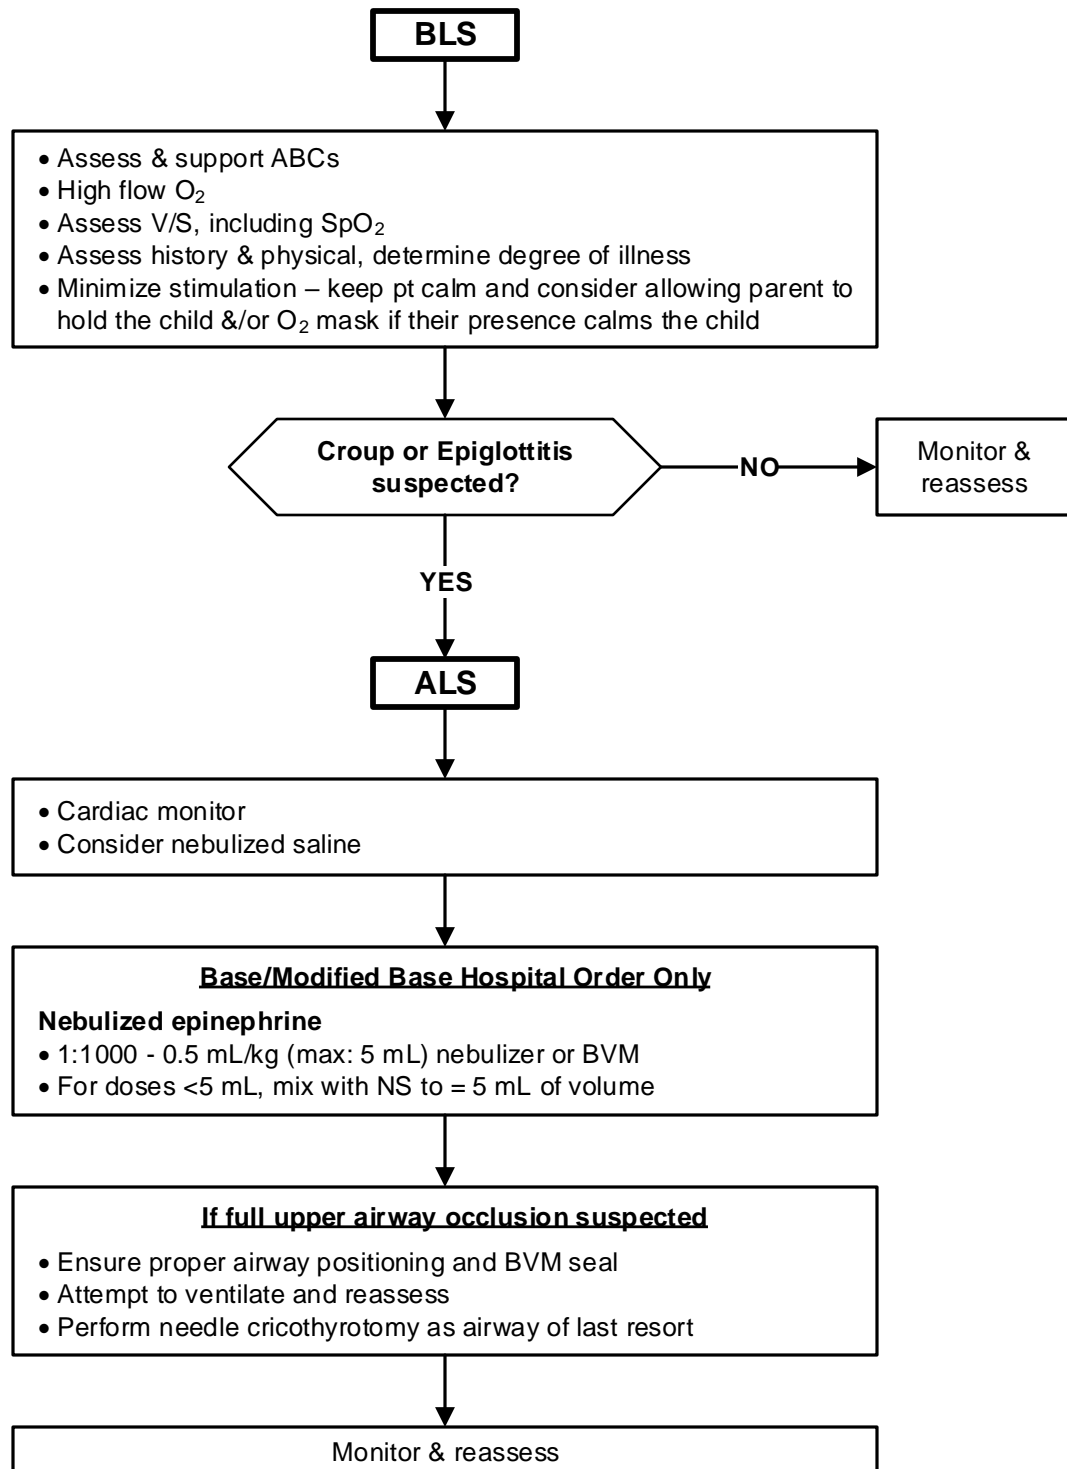 BLS
• Assess & support ABCs
• High flow O₂
• Assess V/S, including SpO₂
• Assess history & physical, determine degree of illness
• Minimize stimulation – keep pt calm and consider allowing parent to
hold the child &/or O₂ mask if their presence calms the child
Croup or Epiglottitis
suspected?
NO
Monitor &
reassess
YES
ALS
• Cardiac monitor
• Consider nebulized saline
Base/Modified Base Hospital Order Only
Nebulized epinephrine
• 1:1000 - 0.5 mL/kg (max: 5 mL) nebulizer or BVM
• For doses <5 mL, mix with NS to = 5 mL of volume
If full upper airway occlusion suspected
• Ensure proper airway positioning and BVM seal
• Attempt to ventilate and reassess
• Perform needle cricothyrotomy as airway of last resort
Monitor & reassess